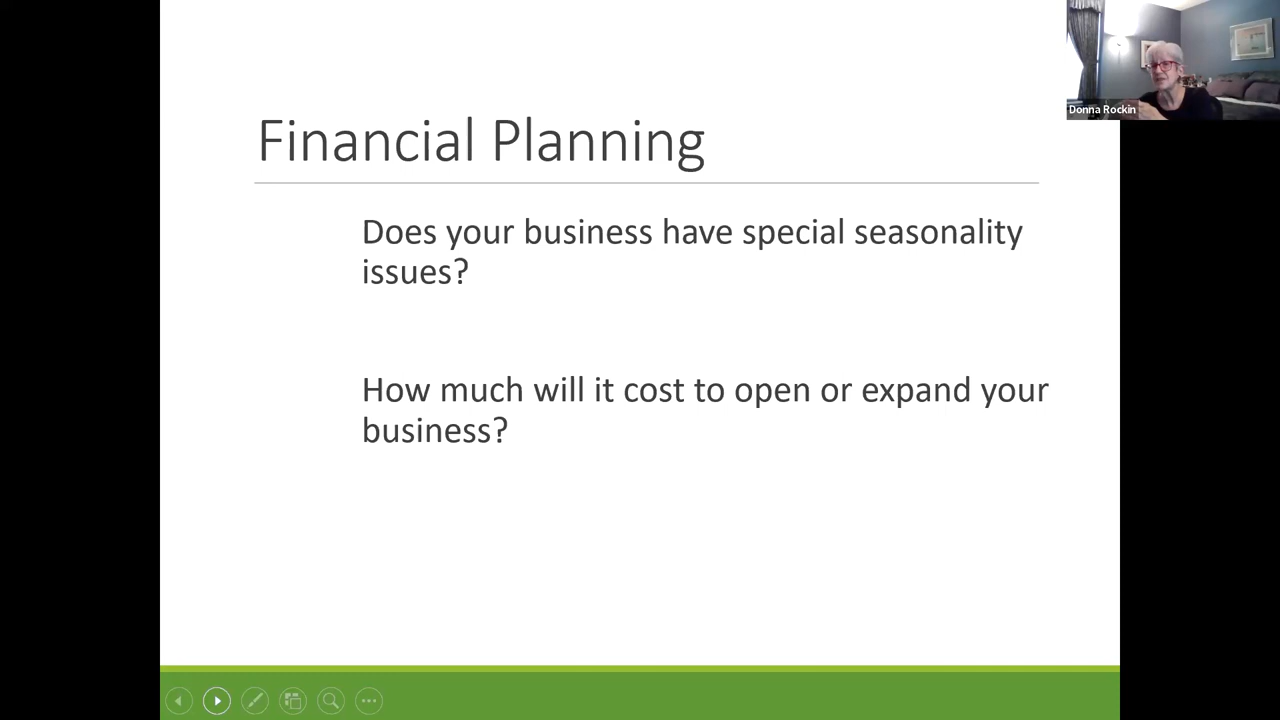 Donna Rockin
Financial Planning
Does your business have special seasonality
issues?
How much will it cost to open or expand your
business?